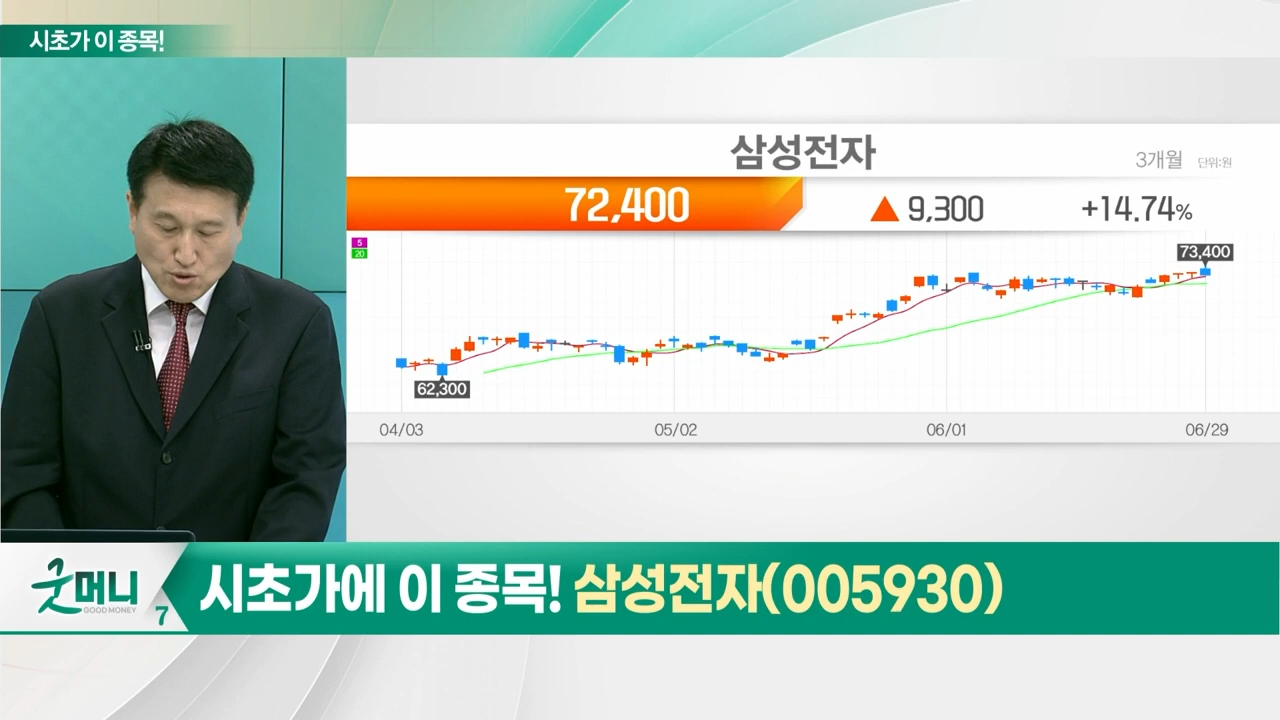 시초가 이 종목!
삼성전자
3개월 단위:원
72,400 ▲ 9,300 +14.74%
5
20
73,400
62,300
04/03 05/02 06/01 06/29
굿머니
GOOD MONEY
7
시초가에 이 종목! 삼성전자(005930)